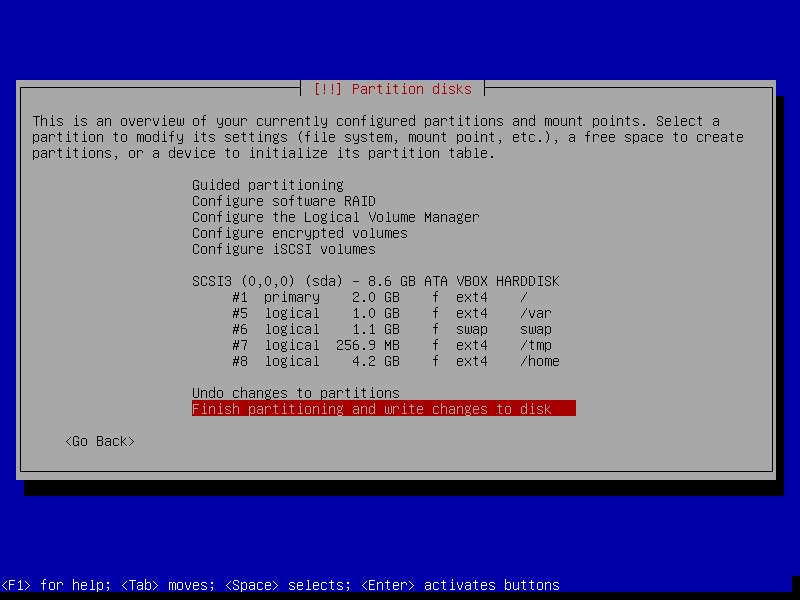 [!!] Partition disks
This is an overview of your currently configured partitions and mount points. Select a
partition to modify its settings (file system, mount point, etc.), a free space to create
partitions, or a device to initialize its partition table.
Guided partitioning
Configure software RAID
Configure the Logical Volume Manager
Configure encrypted volumes
Configure iSCSI volumes
SCSI3 (0,0,0) (sda) - 8.6 GB ATA VBOX HARDDISK
#1 primary 2.0 GB f ext4 /
#5 logical 1.0 GB f ext4 /var
#6 logical 1.1 GB f swap swap
#7 logical 256.9 MB f ext4 /tmp
#8 logical 4.2 GB f ext4 /home
Undo changes to partitions
Finish partitioning and write changes to disk
<Go Back>
<F1> for help; <Tab> moves; <Space> selects; <Enter> activates buttons